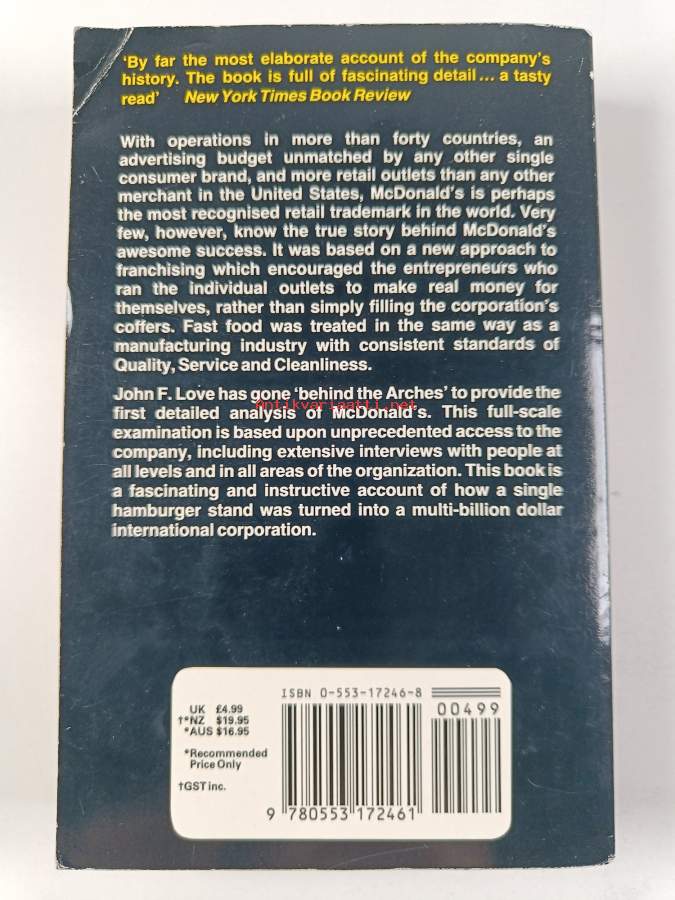 ‘By far the most elaborate account of the company’s
history. The book is full of fascinating detail ... a tasty
read’ New York Times Book Review
With operations in more than forty countries, an
advertising budget unmatched by any other single
consumer brand, and more retail outlets than any other
merchant in the United States, McDonald’s is perhaps
the most recognised retail trademark in the world. Very
few, however, know the true story behind McDonald’s
awesome success. It was based on a new approach to
franchising which encouraged the entrepreneurs who
ran the individual outlets to make real money for
themselves, rather than simply filling the corporation’s
coffers. Fast food was treated in the same way as a
manufacturing industry with consistent standards of
Quality, Service and Cleanliness.
John F. Love has gone ‘behind the Arches’ to provide the
Antikvariaatti.net
first detailed analysis of McDonald’s. This full-scale
examination is based upon unprecedented access to the
company, including extensive interviews with people at
all levels and in all areas of the organization. This book is
a fascinating and instructive account of how a single
hamburger stand was turned into a multi-billion dollar
international corporation.
ISBN 0-553-17246-8
00499
UK £4.99
†*NZ $19.95
*AUS $16.95
*Recommended
Price Only
†GST inc.
9 780553 172461